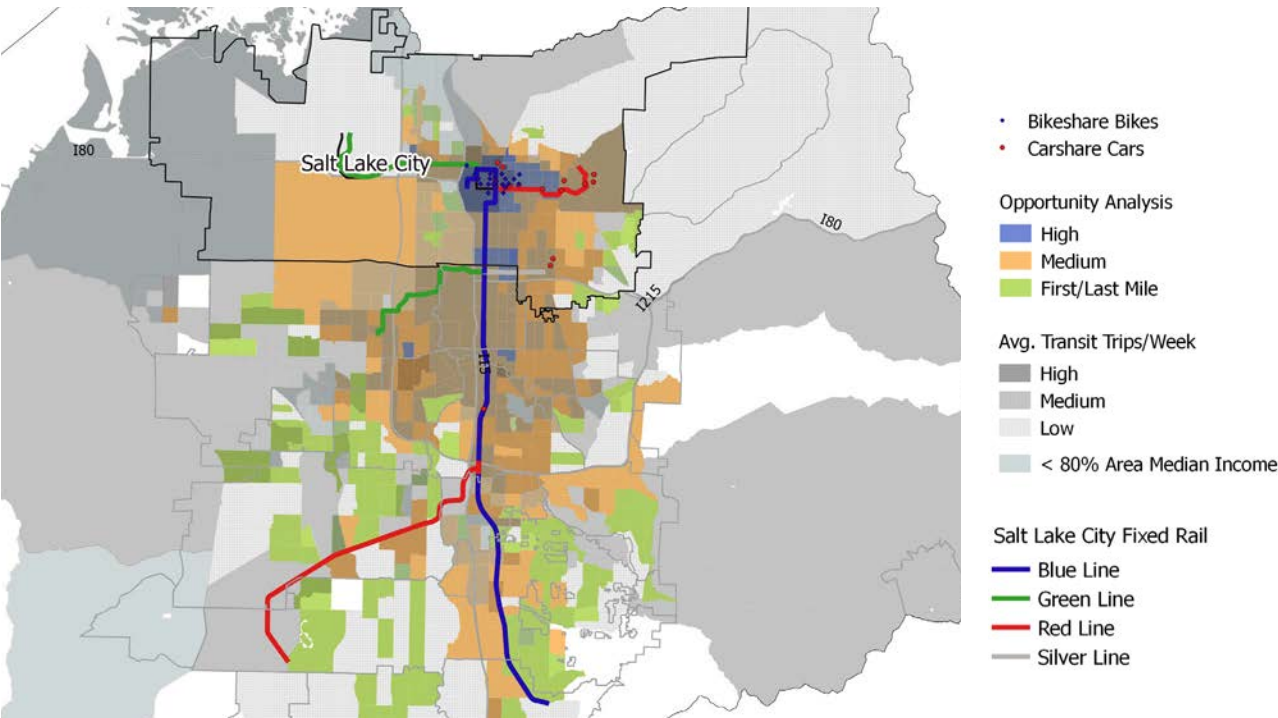 I80
Salt Lake City
I80
I215
I15
Bikeshare Bikes
Carshare Cars
Opportunity Analysis
High
Medium
First/Last Mile
Avg. Transit Trips/Week
High
Medium
Low
< 80% Area Median Income
Salt Lake City Fixed Rail
Blue Line
Green Line
Red Line
Silver Line